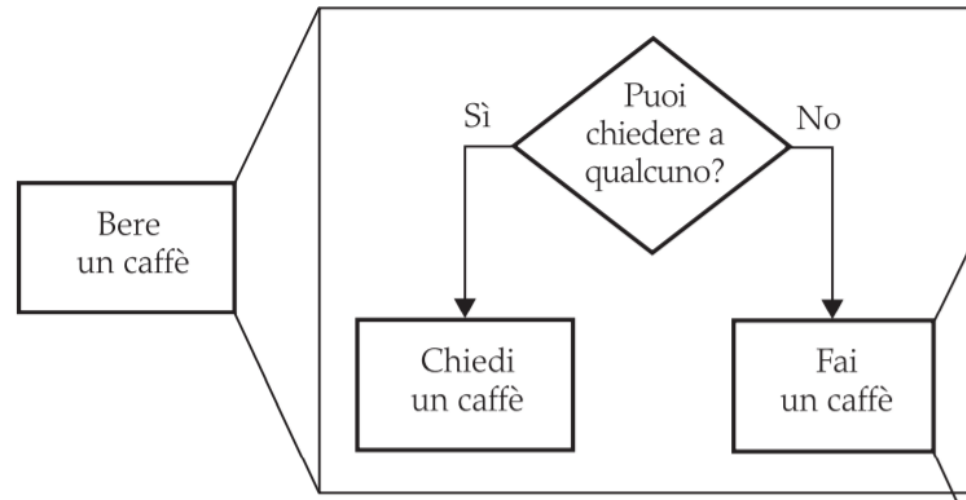 Bere
un caffè
Sì
Puoi
chiedere a
qualcuno?
No
Chiedi
un caffè
Fai
un caffè